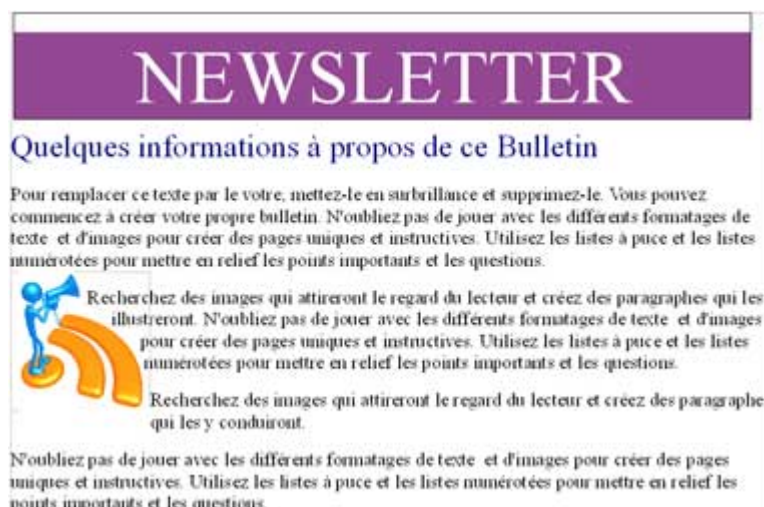 NEWSLETTER
Quelques informations à propos de ce Bulletin
Pour remplacer ce texte par le votre, mettez-le en surbrillance et supprimez-le. Vous pouvez
commencez à créer votre propre bulletin. N'oubliez pas de jouer avec les différents formatages de
texte et d'images pour créer des pages uniques et instructives. Utilisez les listes à puce et les listes
numérotées pour mettre en relief les points importants et les questions.
Recherchez des images qui attireront le regard du lecteur et créez des paragraphes qui les
illustreront. N'oubliez pas de jouer avec les différents formatages de texte et d'images
pour créer des pages uniques et instructives. Utilisez les listes à puce et les listes
numérotées pour mettre en relief les points importants et les questions.
Recherchez des images qui attireront le regard du lecteur et créez des paragraphe
qui les y conduiront.
N'oubliez pas de jouer avec les différents formatages de texte et d'images pour créer des pages
uniques et instructives. Utilisez les listes à puce et les listes numérotées pour mettre en relief les
points importants et les questions.